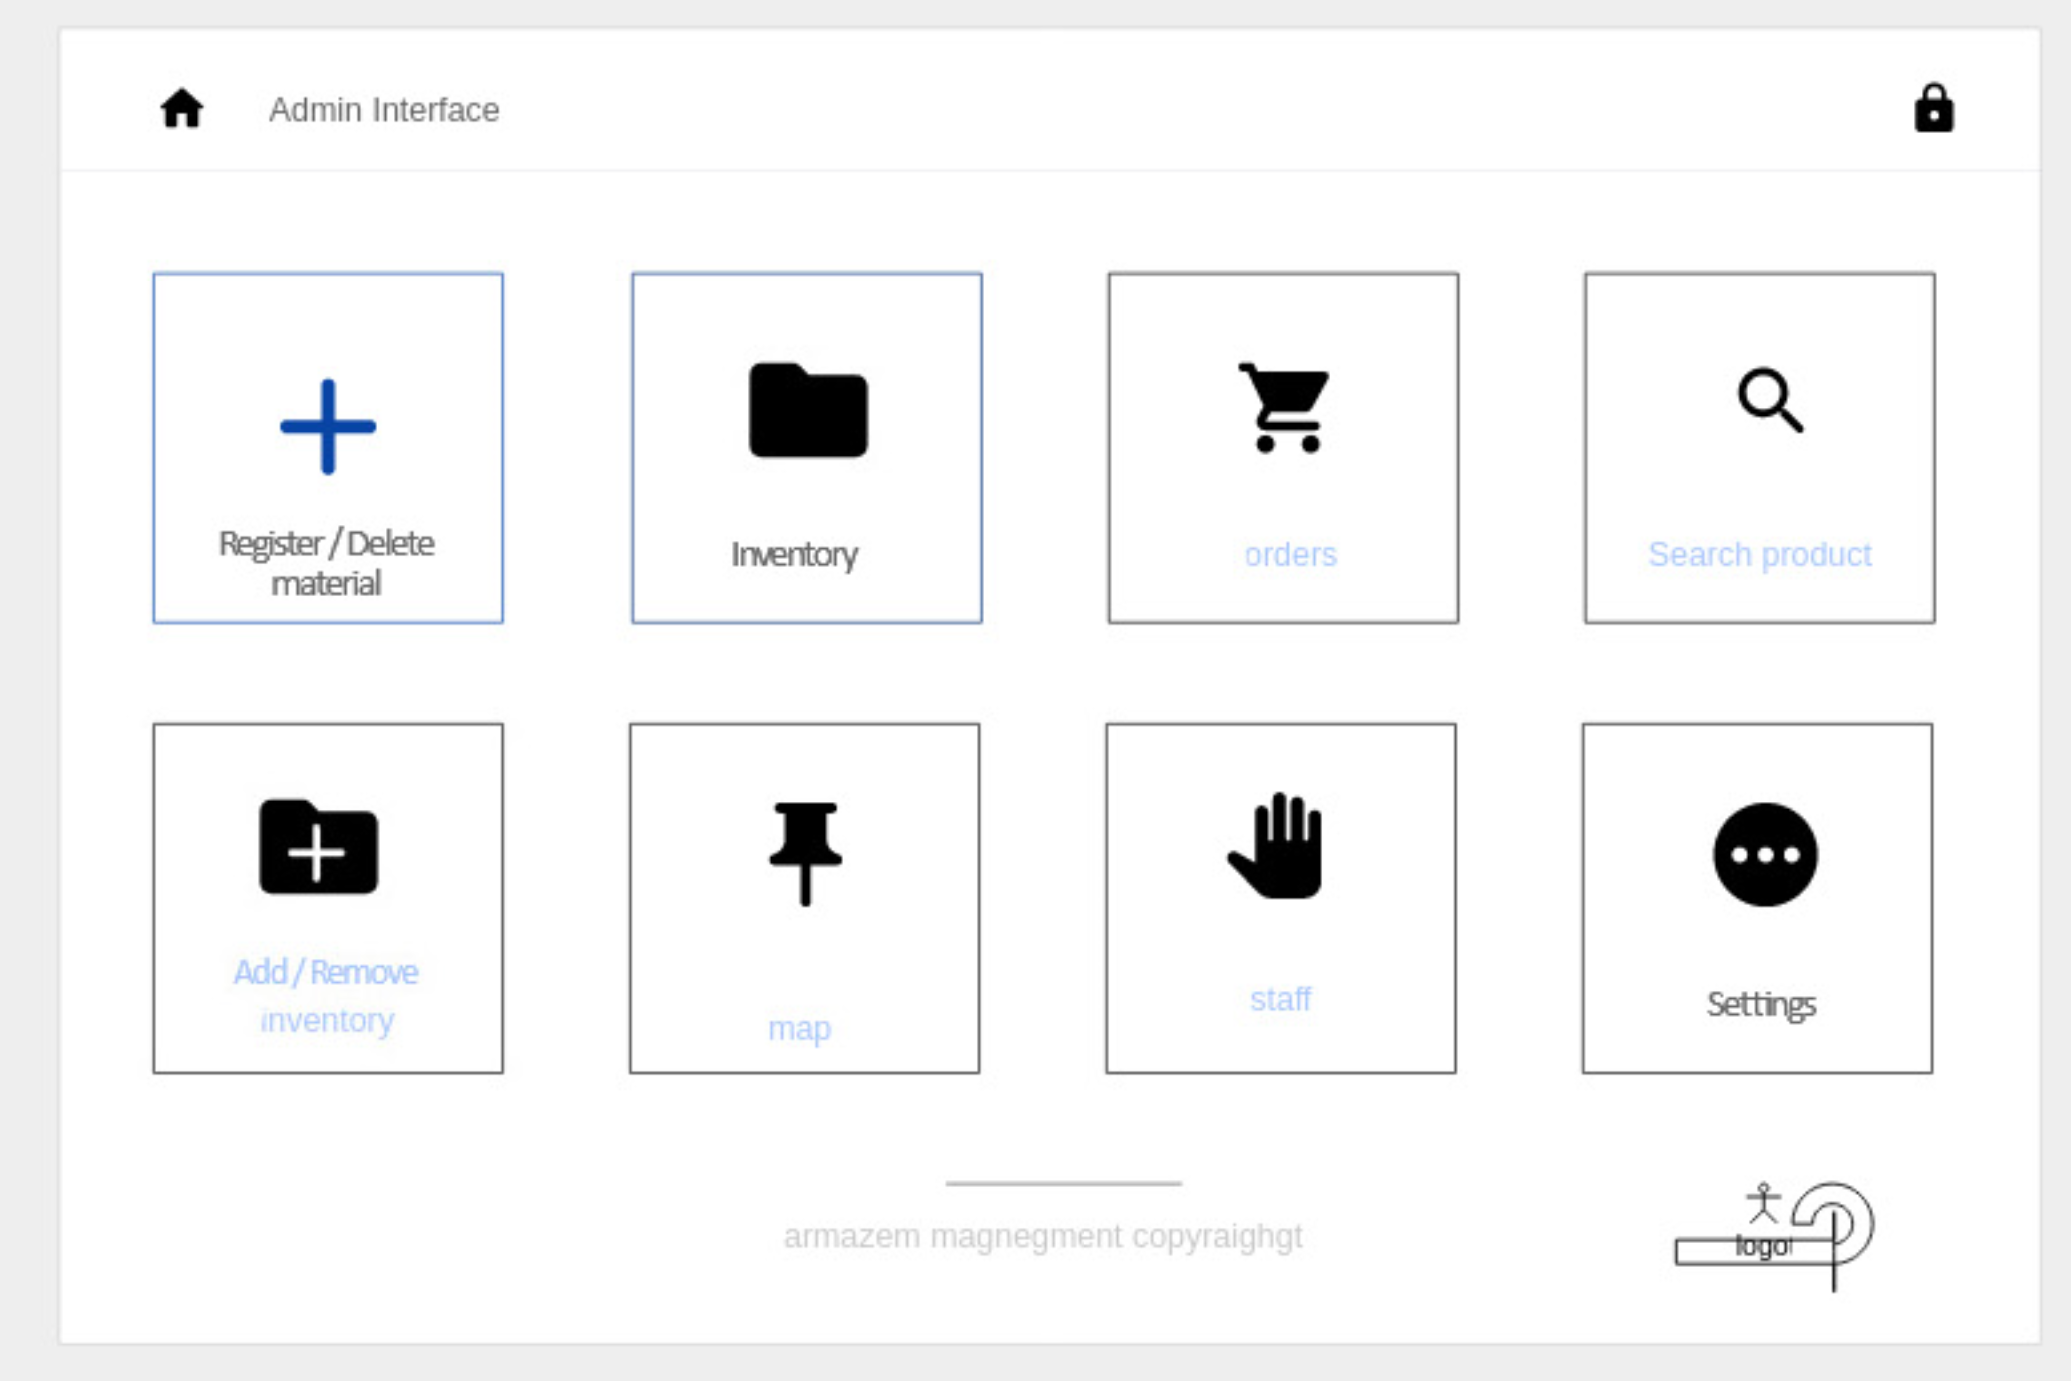 Admin Interface
Register / Delete
material
Inventory
orders
Search product
Add / Remove
inventory
map
staff
Settings
armazem magnegment copyraighgt
logo